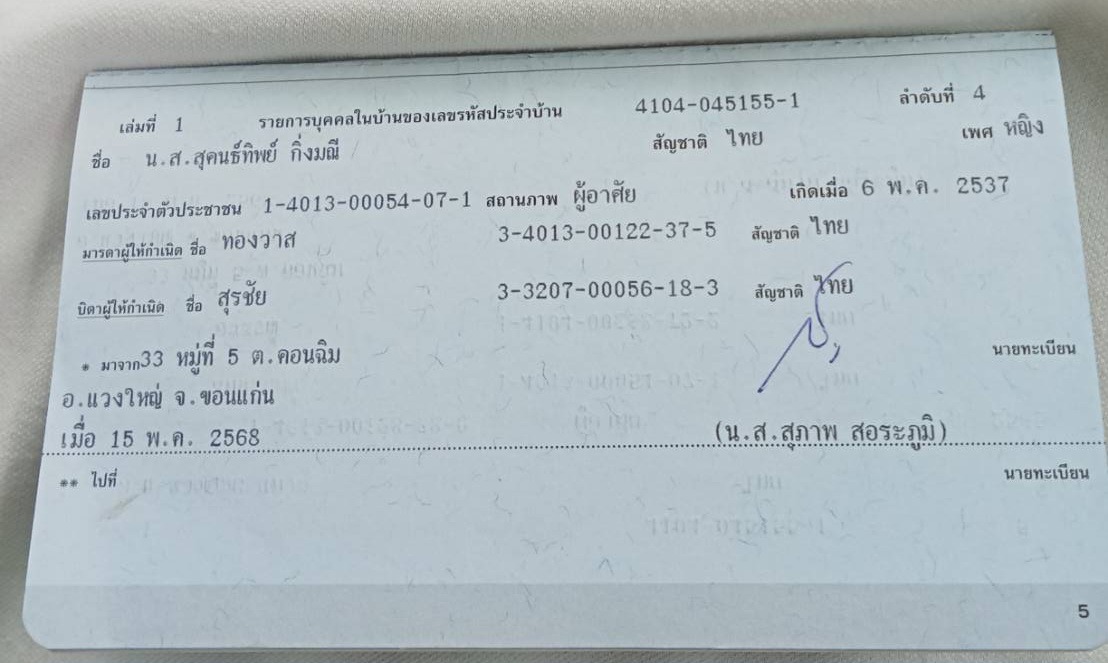 เล่มที่ 1 รายการบุคคลในบ้านของเลขรหัสประจำบ้าน 4104-045155-1 ลำดับที่ 4
ชื่อ น.ส.สุคนธ์ทิพย์ กิ่งมณี สัญชาติ ไทย เพศ หญิง
เลขประจำตัวประชาชน 1-4013-00054-07-1 สถานภาพ ผู้อาศัย เกิดเมื่อ 6 พ.ค. 2537
มารดาผู้ให้กำเนิด ชื่อ ทองวาส 3-4013-00122-37-5 สัญชาติ ไทย
บิดาผู้ให้กำเนิด ชื่อ สุรชัย 3-3207-00056-18-3 สัญชาติ ไทย
* มาจาก33 หมู่ที่ 5 ต.คอนฉิม นายทะเบียน
อ.แวงใหญ่ จ.ขอนแก่น
เมื่อ 15 พ.ค. 2568 (น.ส.สุภาพ สอระภูมิ)
** ไปที่ นายทะเบียน
5